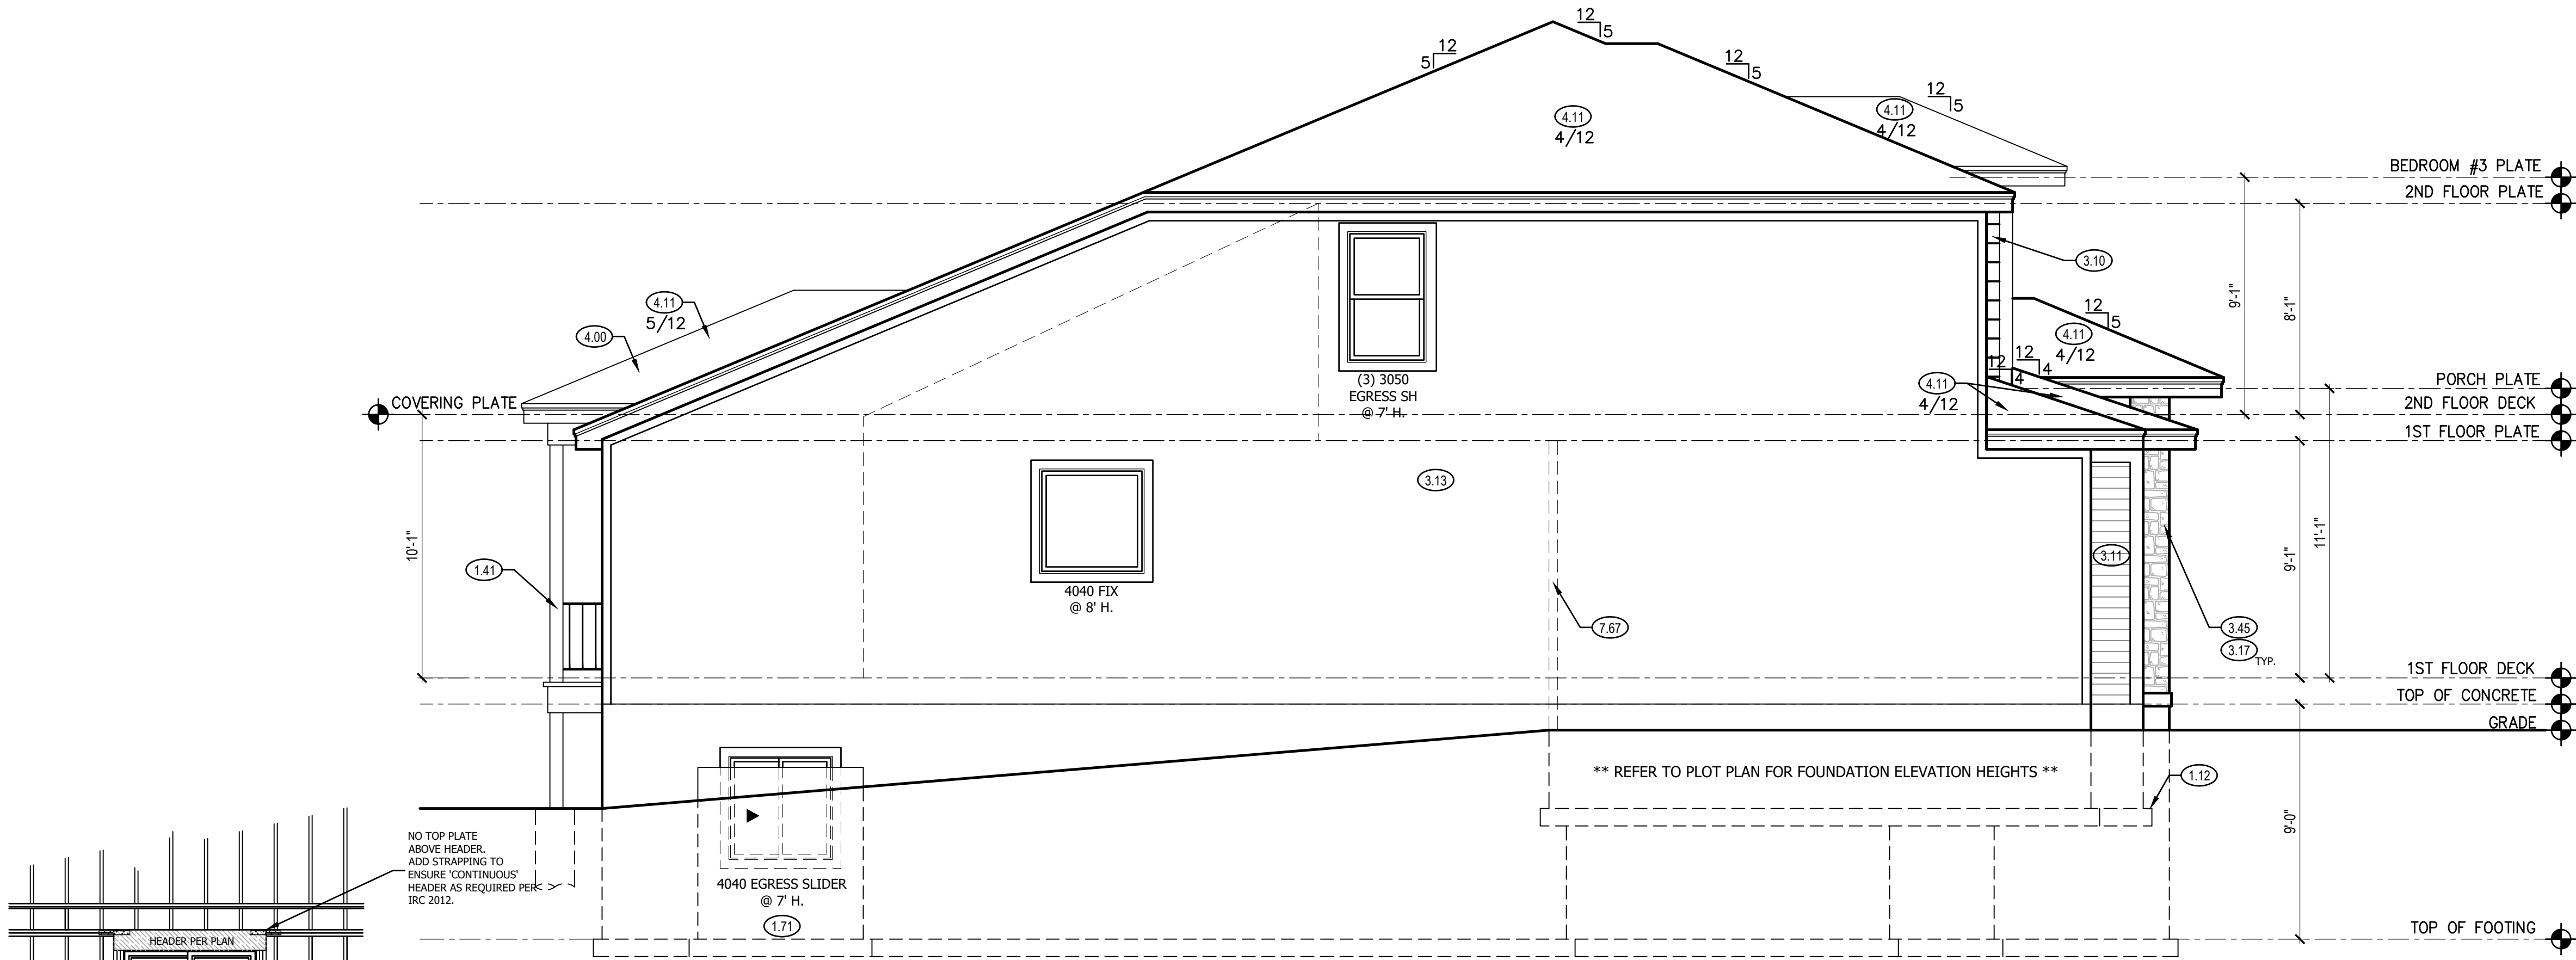 12
5
12
5
12
5
12
5
4.11
4/12
4.11
4/12
BEDROOM #3 PLATE
2ND FLOOR PLATE
3.10
9'-1"
8'-1"
4.11
5/12
4.00
12
5
4.11
4/12
12
4
12
4
4.11
4/12
(3) 3050
EGRESS SH
@ 7' H.
COVERING PLATE
PORCH PLATE
2ND FLOOR DECK
1ST FLOOR PLATE
3.13
10'-1"
1.41
4040 FIX
@ 8' H.
7.67
3.11
9'-1"
11'-1"
3.45
3.17
TYP.
1ST FLOOR DECK
TOP OF CONCRETE
GRADE
** REFER TO PLOT PLAN FOR FOUNDATION ELEVATION HEIGHTS **
1.12
9'-0"
NO TOP PLATE
ABOVE HEADER.
ADD STRAPPING TO
ENSURE 'CONTINUOUS'
HEADER AS REQUIRED PER
IRC 2012.
4040 EGRESS SLIDER
@ 7' H.
1.71
TOP OF FOOTING
HEADER PER PLAN